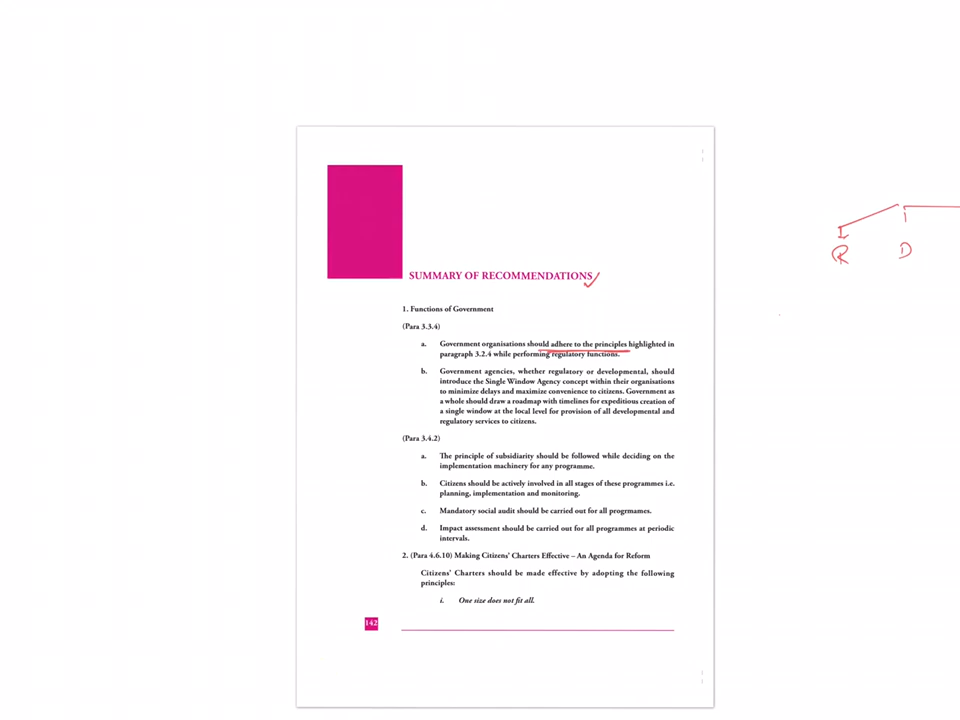 SUMMARY OF RECOMMENDATIONS
1. Functions of Government
(Para 3.3.4)
a. Government organisations should adhere to the principles highlighted in
paragraph 3.2.4 while performing regulatory functions.
b. Government agencies, whether regulatory or developmental, should
introduce the Single Window Agency concept within their organisations
to minimize delays and maximize convenience to citizens. Government as
a whole should draw a roadmap with timelines for expeditious creation of
a single window at the local level for provision of all developmental and
regulatory services to citizens.
(Para 3.4.2)
a. The principle of subsidiarity should be followed while deciding on the
implementation machinery for any programme.
b. Citizens should be actively involved in all stages of these programmes i.e.
planning, implementation and monitoring.
c. Mandatory social audit should be carried out for all progrmames.
d. Impact assessment should be carried out for all programmes at periodic
intervals.
2. (Para 4.6.10) Making Citizens' Charters Effective – An Agenda for Reform
Citizens' Charters should be made effective by adopting the following
principles:
i. One size does not fit all.
142
R D